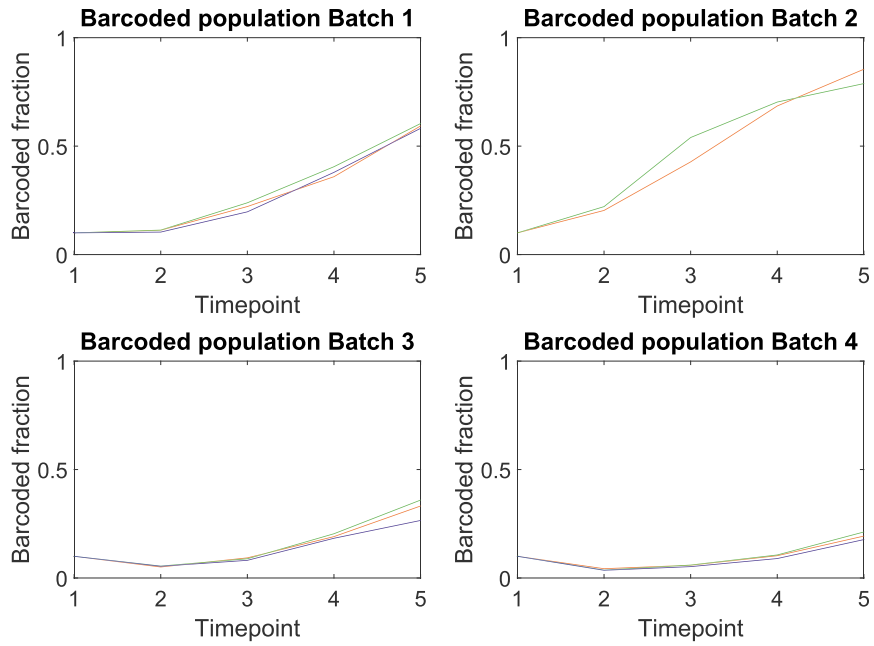 Barcoded population Batch 1
Barcoded fraction
1
0.5
0
1 2 3 4 5
Timepoint
Barcoded population Batch 2
Barcoded fraction
1
0.5
0
1 2 3 4 5
Timepoint
Barcoded population Batch 3
Barcoded fraction
1
0.5
0
1 2 3 4 5
Timepoint
Barcoded population Batch 4
Barcoded fraction
1
0.5
0
1 2 3 4 5
Timepoint